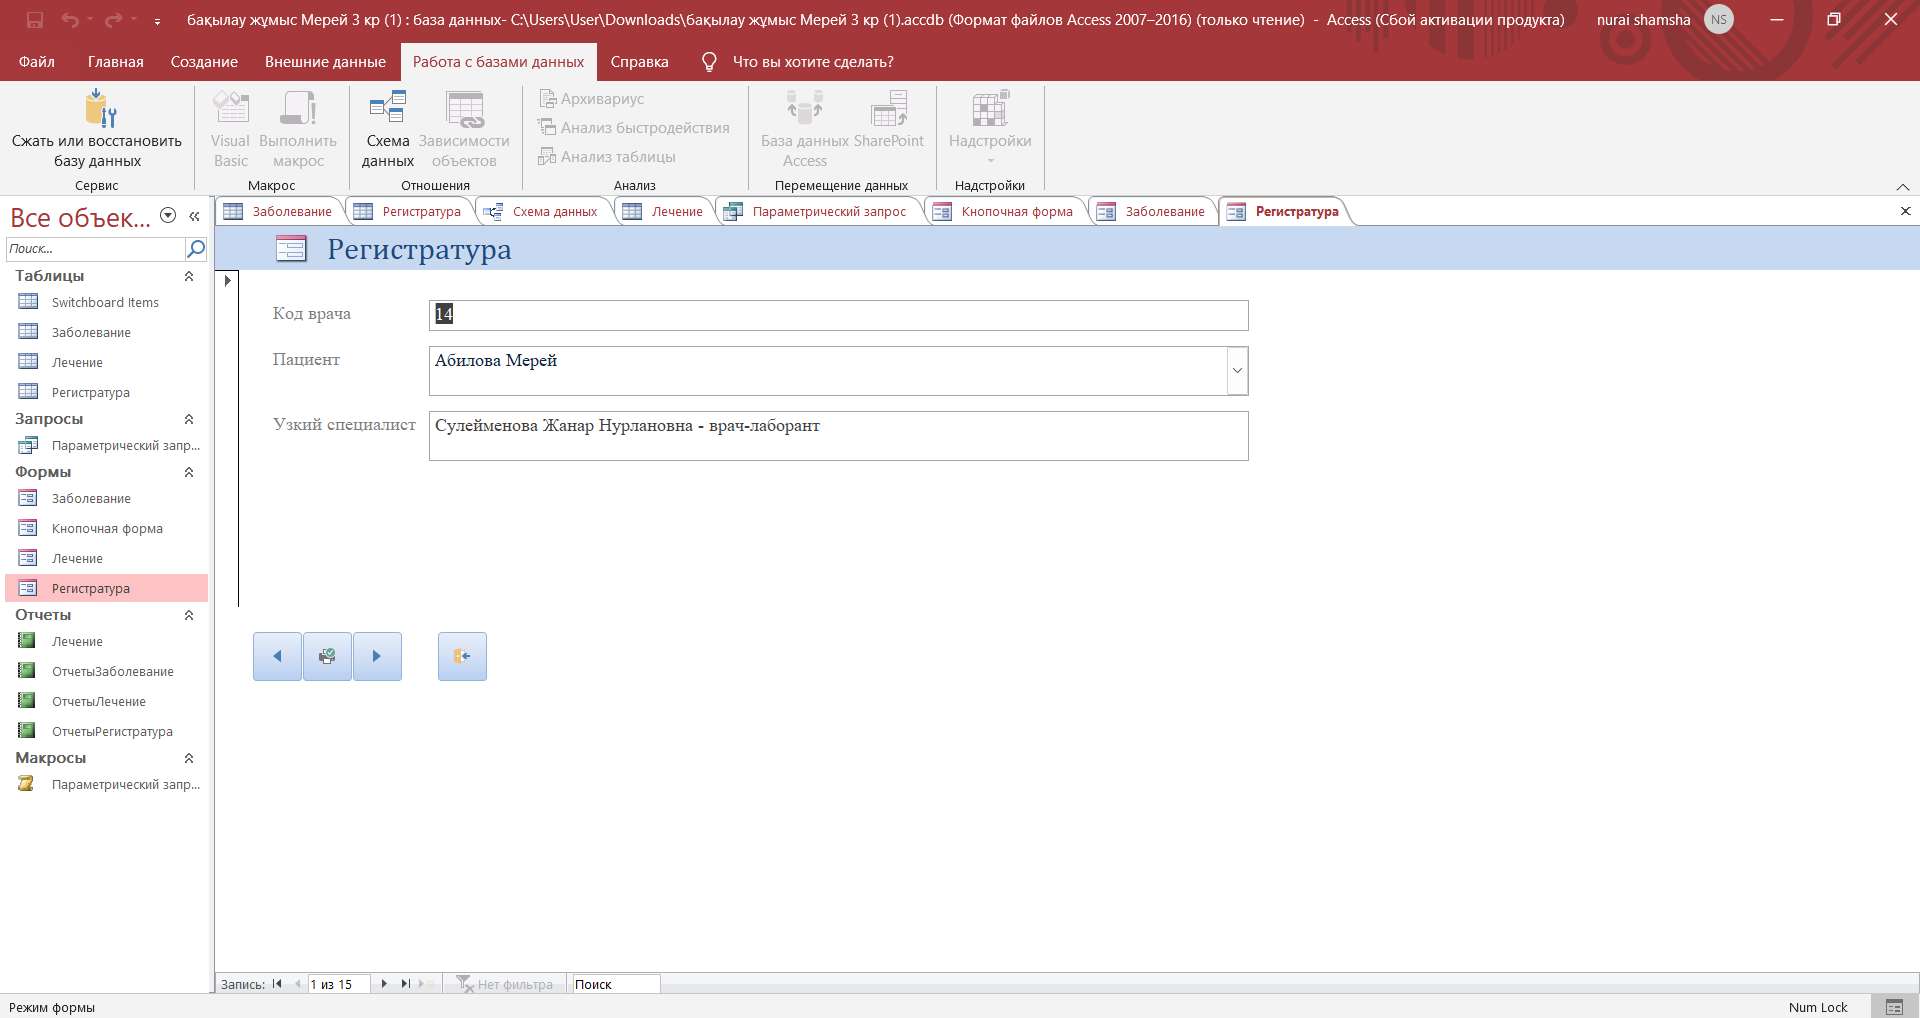 бақылау жұмыс Мерей 3 кр (1) : база данных- C:\Users\User\Downloads\бақылау жұмыс Мерей 3 кр (1).accdb (Формат файлов Access 2007–2016) (только чтение)  -  Access (Сбой активации продукта)
nurai shamsha
NS
Файл
Главная
Создание
Внешние данные
Работа с базами данных
Справка
Что вы хотите сделать?
Сжать или восстановить
базу данных
Сервис
Visual
Basic
Выполнить
макрос
Макрос
Схема
данных
Зависимости
объектов
Отношения
Архивариус
Анализ быстродействия
Анализ таблицы
Анализ
База данных
Access
SharePoint
Перемещение данных
Надстройки
Надстройки
Все объек...
Поиск...
Таблицы
Switchboard Items
Заболевание
Лечение
Регистратура
Запросы
Параметрический запр...
Формы
Заболевание
Кнопочная форма
Лечение
Регистратура
Отчеты
Лечение
ОтчетыЗаболевание
ОтчетыЛечение
ОтчетыРегистратура
Макросы
Параметрический запр...
Заболевание
Регистратура
Схема данных
Лечение
Параметрический запрос
Кнопочная форма
Заболевание
Регистратура
Регистратура
Код врача
14
Пациент
Абилова Мерей
Узкий специалист
Сулейменова Жанар Нурлановна - врач-лаборант
Запись:
1 из 15
Нет фильтра
Поиск
Режим формы
Num Lock